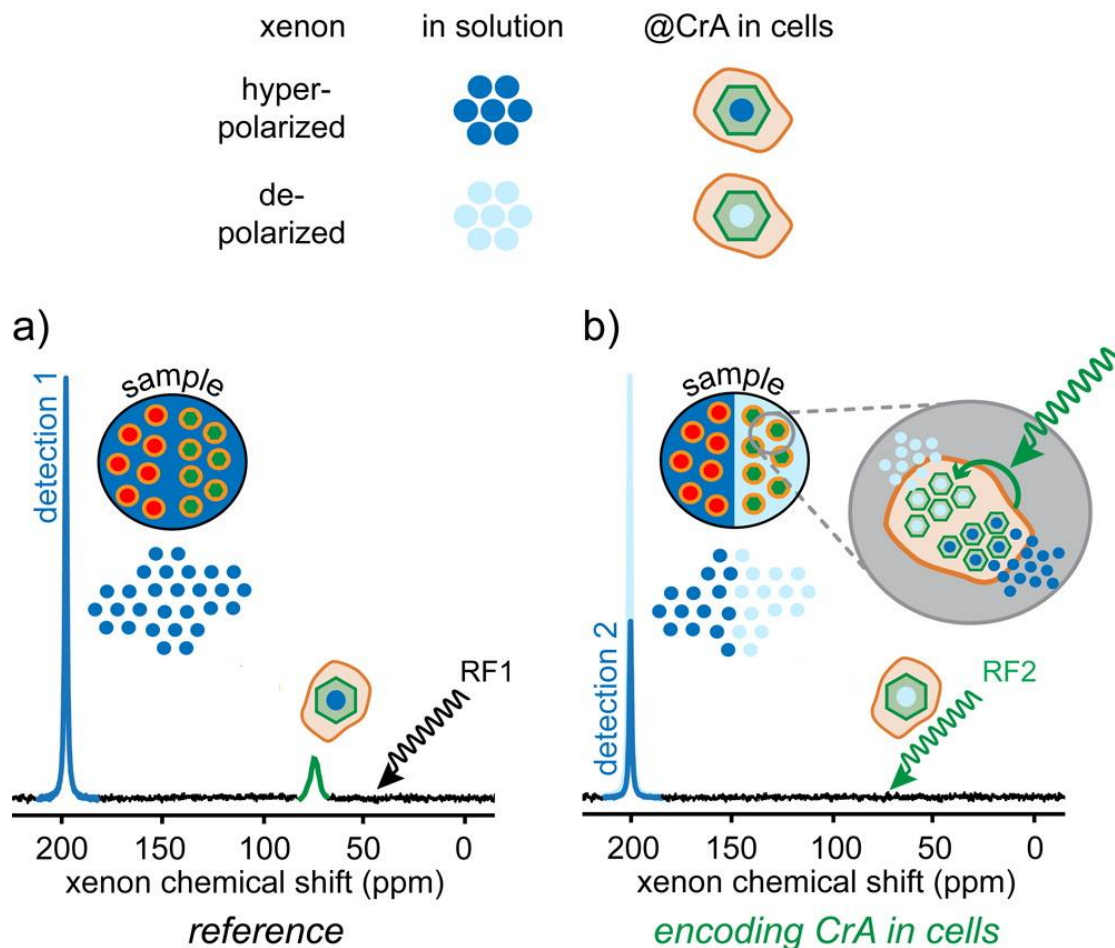 xenon in solution @CrA in cells
hyper-
polarized
de-
polarized
a)
b)
sample
detection 1
RF1
200 150 100 50 0
xenon chemical shift (ppm)
reference
sample
detection 2
RF2
200 150 100 50 0
xenon chemical shift (ppm)
encoding CrA in cells